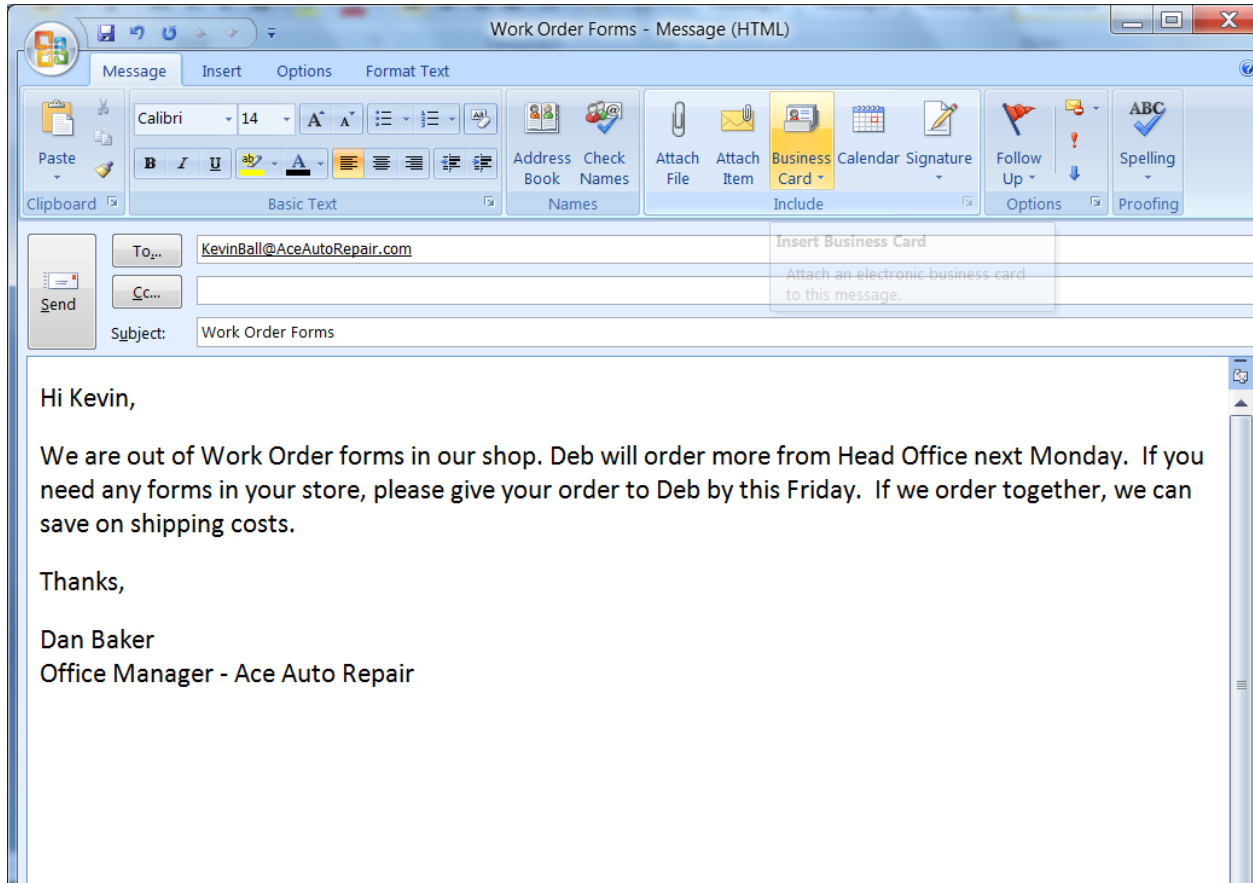 Work Order Forms - Message (HTML)
Message Insert Options Format Text
Calibri 14 A A ABC
Paste B I U ab A
Address Book Check Names Attach File Attach Item Business Card Calendar Signature Follow Up Spelling
Clipboard Basic Text Names Include Options Proofing
To... KevinBall@AceAutoRepair.com
Insert Business Card
Attach an electronic business card
to this message.
Send Cc...
Subject: Work Order Forms
Hi Kevin,
We are out of Work Order forms in our shop. Deb will order more from Head Office next Monday.  If you
need any forms in your store, please give your order to Deb by this Friday.  If we order together, we can
save on shipping costs.
Thanks,
Dan Baker
Office Manager - Ace Auto Repair